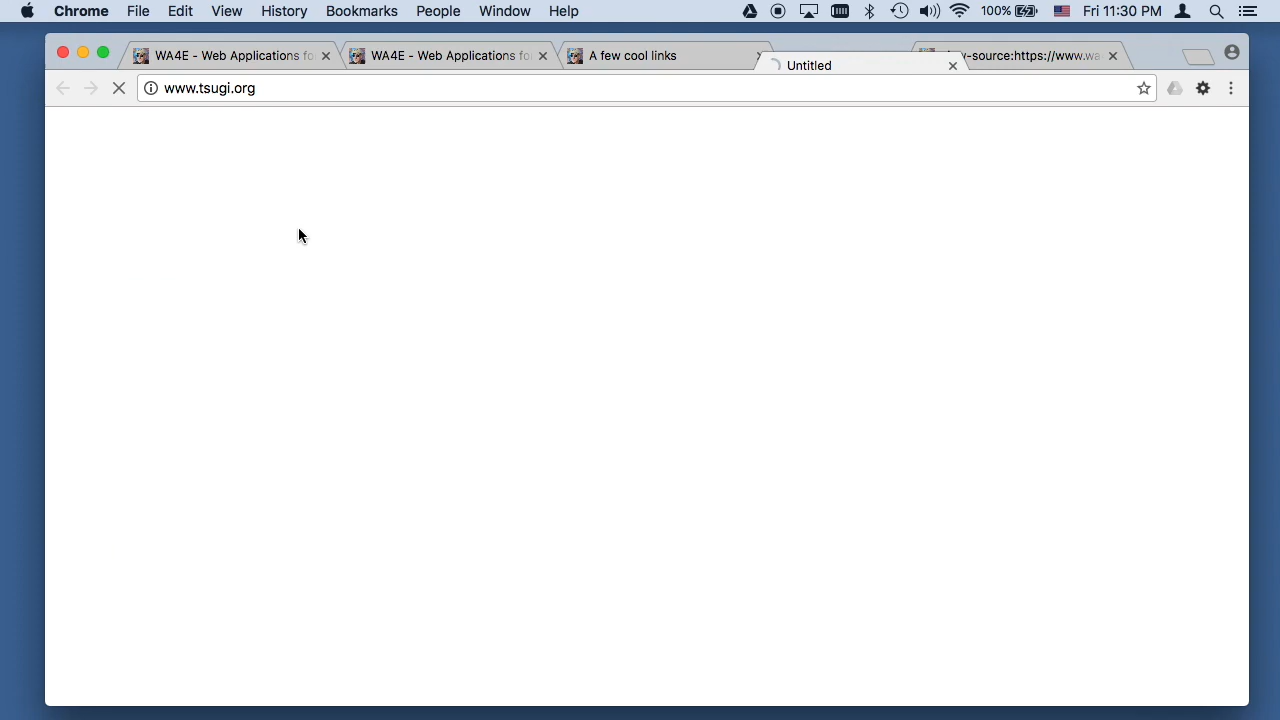 Chrome File Edit View History Bookmarks People Window Help 100% Fri 11:30 PM
WA4E - Web Applications fo WA4E - Web Applications fo A few cool links Untitled -source:https://www.wa
www.tsugi.org